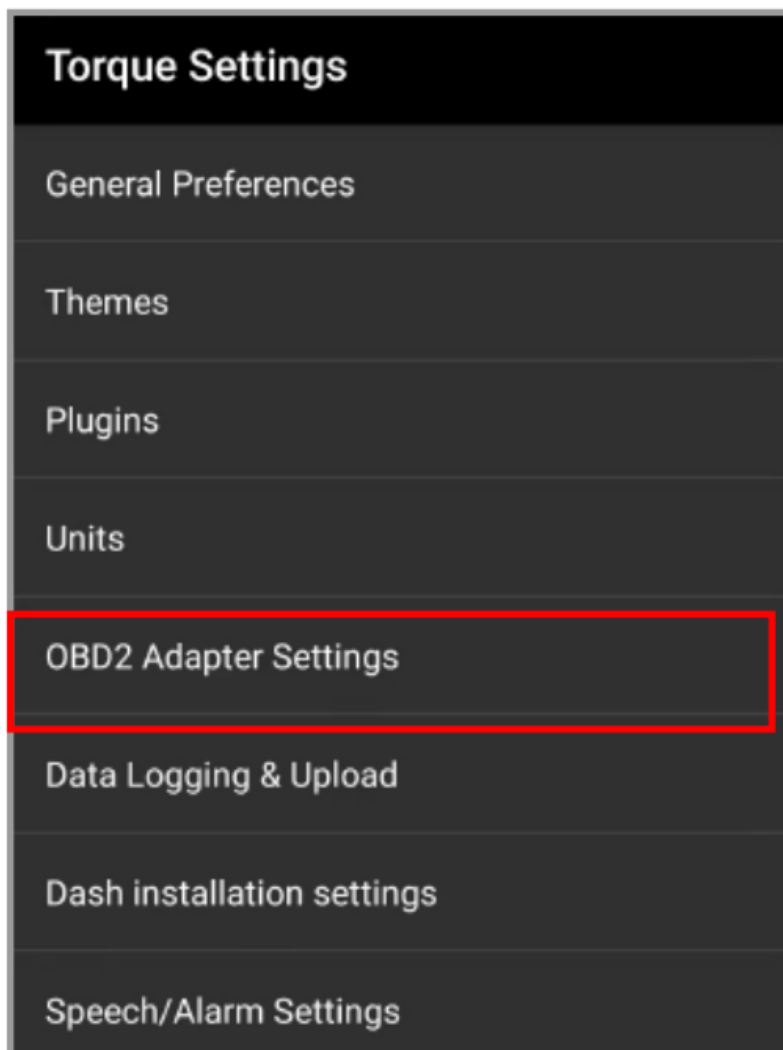 Torque Settings
General Preferences
Themes
Plugins
Units
OBD2 Adapter Settings
Data Logging & Upload
Dash installation settings
Speech/Alarm Settings